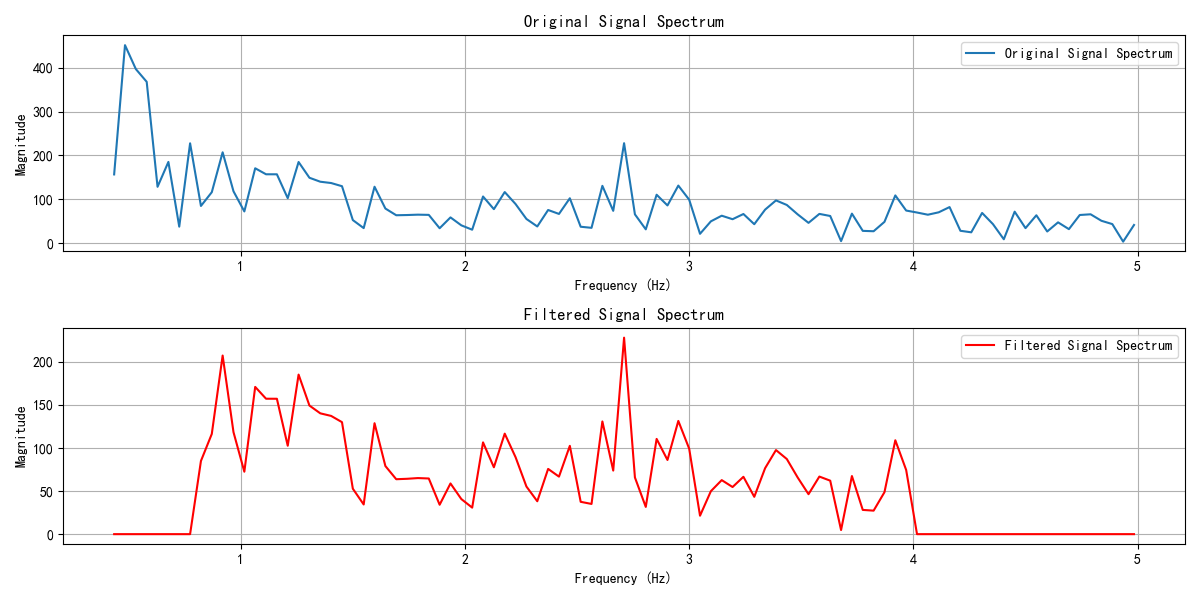 Original Signal Spectrum
Original Signal Spectrum
400
300
200
100
0
Magnitude
1
2
3
4
5
Frequency (Hz)
Filtered Signal Spectrum
Filtered Signal Spectrum
200
150
100
50
0
Magnitude
1
2
3
4
5
Frequency (Hz)